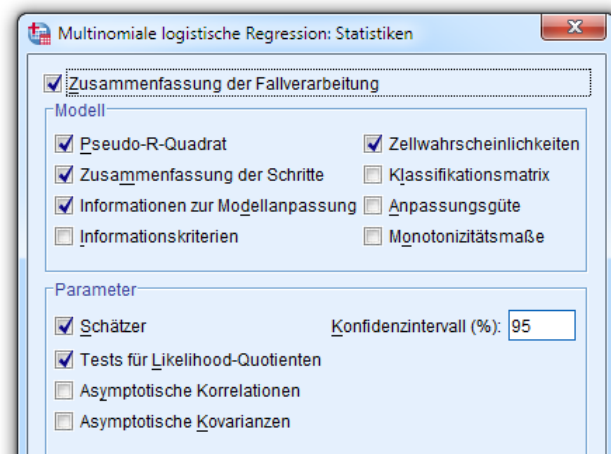 Multinomiale logistische Regression: Statistiken
Zusammenfassung der Fallverarbeitung
Modell
Pseudo-R-Quadrat
Zellwahrscheinlichkeiten
Zusammenfassung der Schritte
Klassifikationsmatrix
Informationen zur Modellanpassung
Anpassungsgüte
Informationskriterien
Monotonizitätsmaße
Parameter
Schätzer
Konfidenzintervall (%): 95
Tests für Likelihood-Quotienten
Asymptotische Korrelationen
Asymptotische Kovarianzen